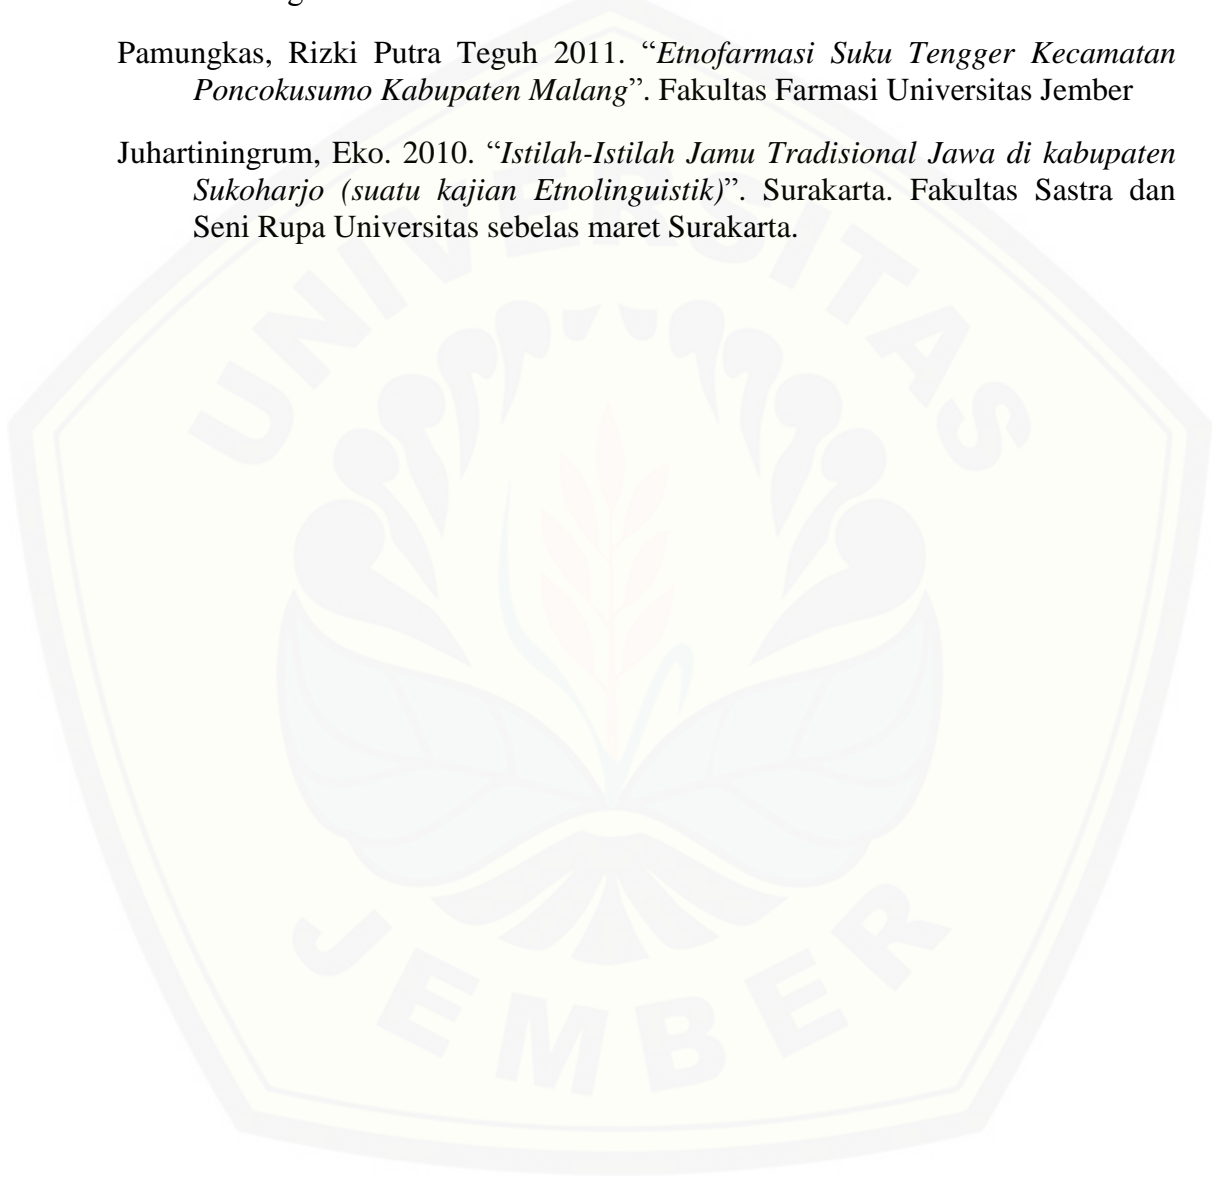 Pamungkas, Rizki Putra Teguh 2011. “Etnofarmasi Suku Tengger Kecamatan
Poncokusumo Kabupaten Malang”. Fakultas Farmasi Universitas Jember
Juhartiningrum, Eko. 2010. “Istilah-Istilah Jamu Tradisional Jawa di kabupaten
Sukoharjo (suatu kajian Etnolinguistik)”. Surakarta. Fakultas Sastra dan
Seni Rupa Universitas sebelas maret Surakarta.
UNIVERSITAS
JEMBER